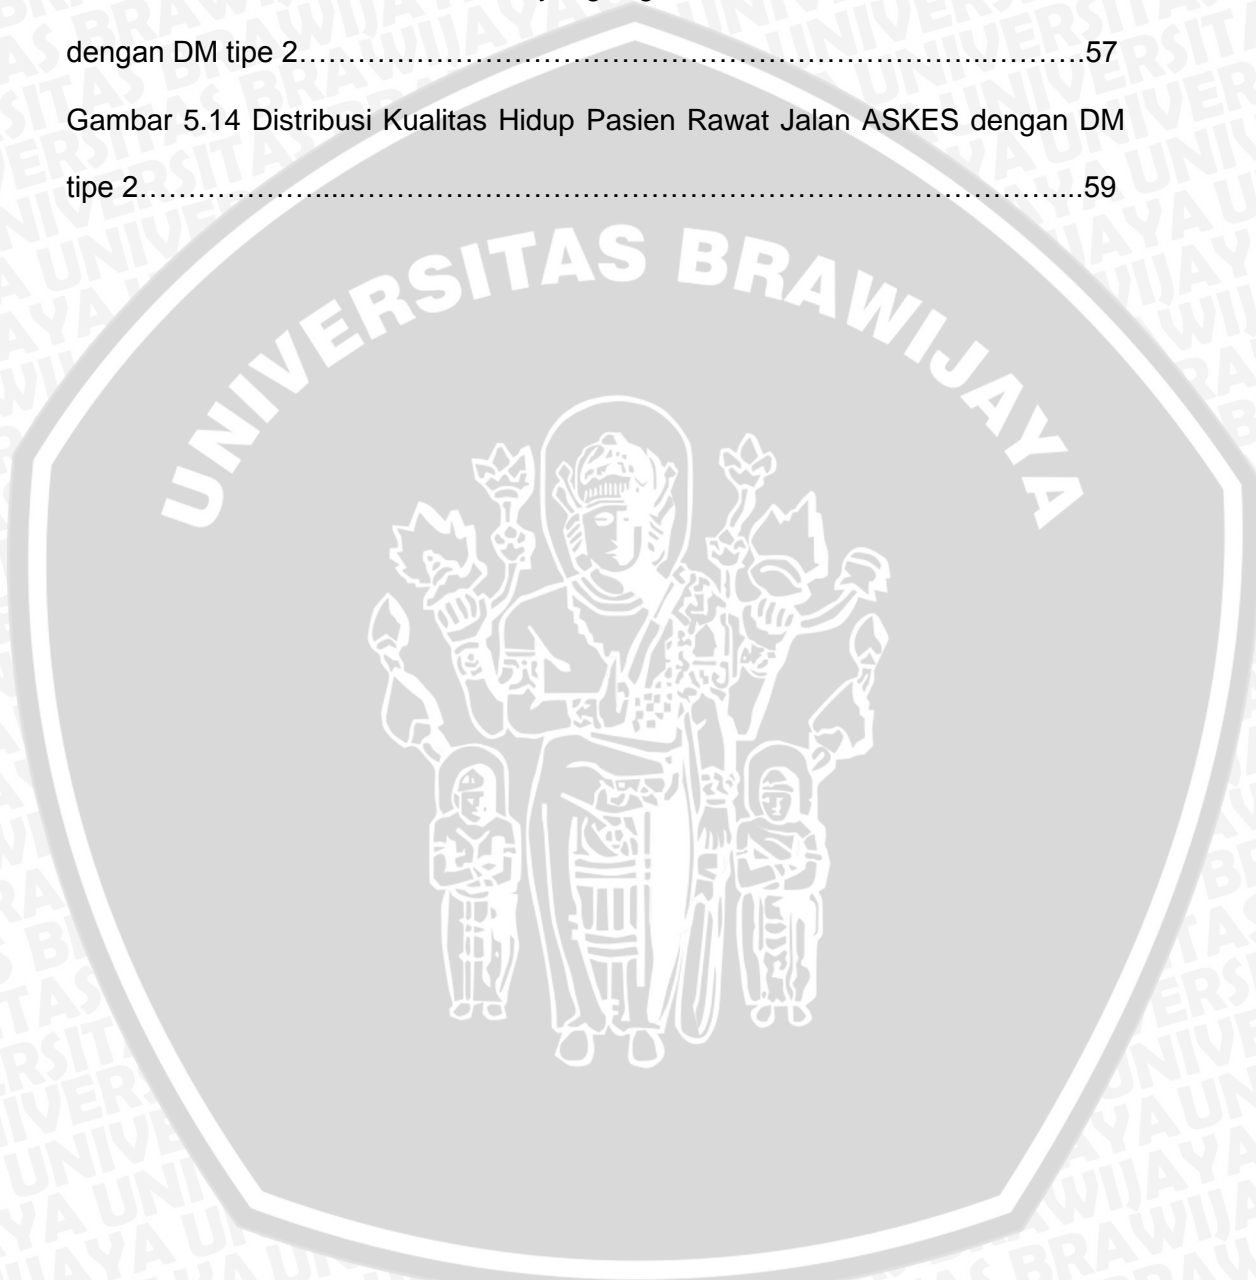 dengan DM tipe 2……………………………………………………………..……….57
Gambar 5.14 Distribusi Kualitas Hidup Pasien Rawat Jalan ASKES dengan DM
tipe 2………………....………………………………………………………………...59
UNIVERSITAS BRAWIJAYA